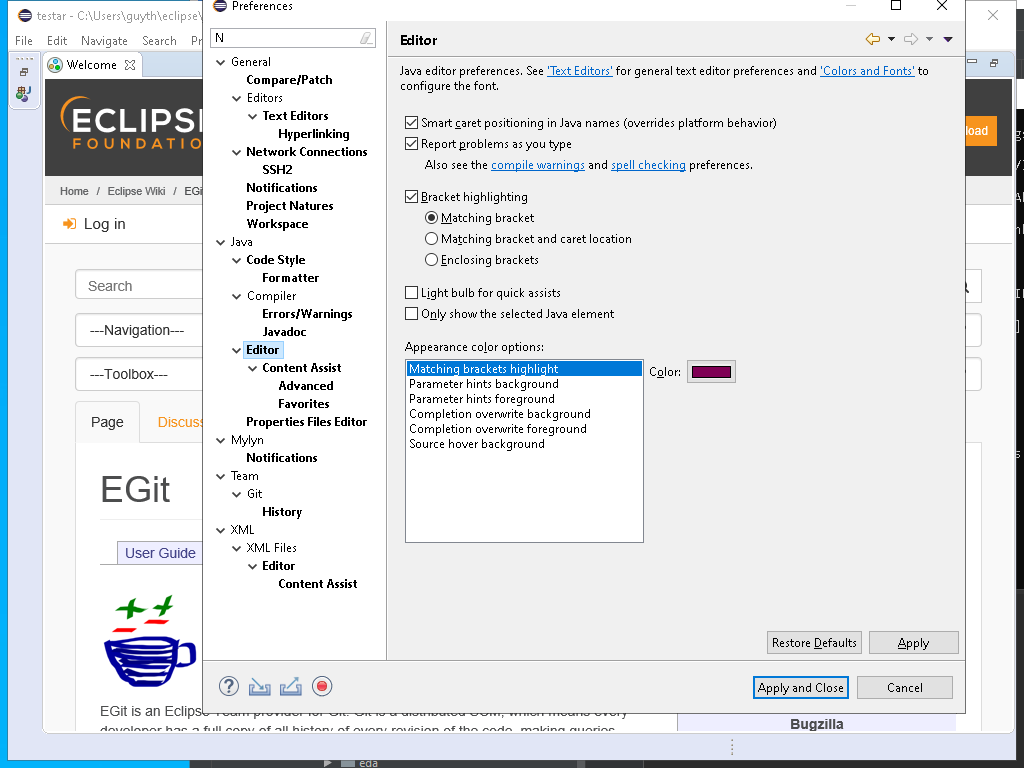 testar - C:\Users\guyth\eclipse\
Preferences
File Edit Navigate Search
Welcome
N
ECLIPS
FOUNDATIO
Home / Eclipse Wiki / EGi
Log in
Search
---Navigation---
---Toolbox---
Page
Discuss
EGit
User Guide
EGit is an Eclipse Team provider for Git. Git is a distributed SCM, which means every
developer has a full copy of all history of every revision of the code, making queries
Bugzilla
eda
load
General
Compare/Patch
Editors
Text Editors
Hyperlinking
Network Connections
SSH2
Notifications
Project Natures
Workspace
Java
Code Style
Formatter
Compiler
Errors/Warnings
Javadoc
Editor
Content Assist
Advanced
Favorites
Properties Files Editor
Mylyn
Notifications
Team
Git
History
XML
XML Files
Editor
Content Assist
Editor
Java editor preferences. See 'Text Editors' for general text editor preferences and 'Colors and Fonts' to
configure the font.
Smart caret positioning in Java names (overrides platform behavior)
Report problems as you type
Also see the compile warnings and spell checking preferences.
Bracket highlighting
Matching bracket
Matching bracket and caret location
Enclosing brackets
Light bulb for quick assists
Only show the selected Java element
Appearance color options:
Matching brackets highlight
Parameter hints background
Parameter hints foreground
Completion overwrite background
Completion overwrite foreground
Source hover background
Color:
Restore Defaults
Apply
Apply and Close
Cancel